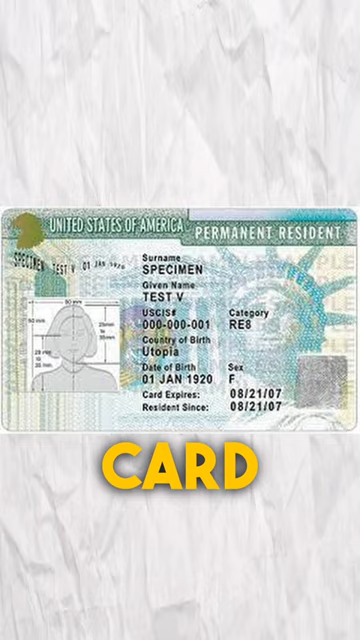 UNITED STATES OF AMERICA
PERMANENT RESIDENT
SPECIMEN TEST V 01 JAN 1920
Surname
SPECIMEN
Given Name
TEST V
USCIS# Category
000-000-001 RE8
Country of Birth
Utopia
Date of Birth Sex
01 JAN 1920 F
Card Expires: 08/21/07
Resident Since: 08/21/07
CARD